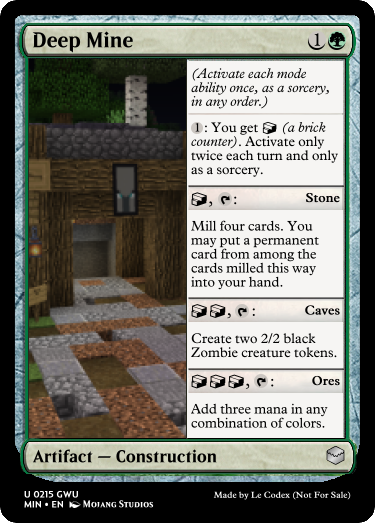 Deep Mine 1
(Activate each mode
ability once, as a sorcery,
in any order.)
1: You get (a brick
counter). Activate only
twice each turn and only
as a sorcery.
, : Stone
Mill four cards. You
may put a permanent
card from among the
cards milled this way
into your hand.
, : Caves
Create two 2/2 black
Zombie creature tokens.
, : Ores
Add three mana in any
combination of colors.
Artifact — Construction
U 0215 GWU
MIN • EN Mojang Studios
Made by Le Codex (Not For Sale)